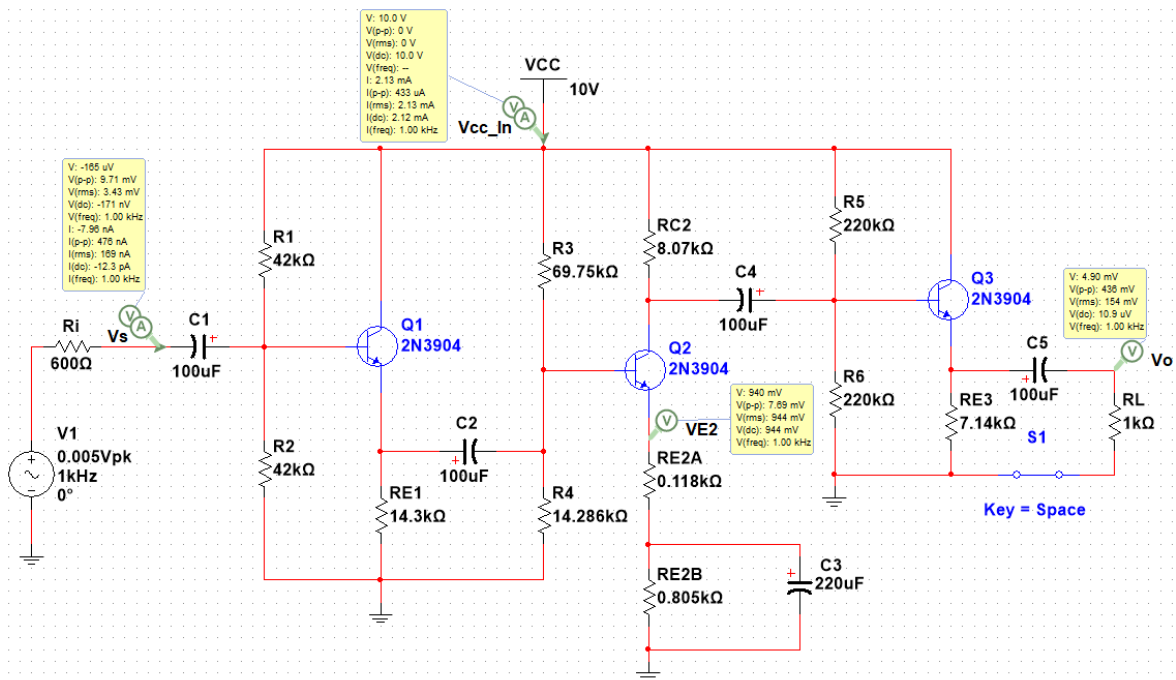 V: 10.0 V
V(p-p): 0 V
V(rms): 0 V
V(dc): 10.0 V
V(freq): --
I: 2.13 mA
I(p-p): 433 uA
I(rms): 2.13 mA
I(dc): 2.12 mA
I(freq): 1.00 kHz
VCC
10V
V
A
Vcc_In
V: -165 uV
V(p-p): 9.71 mV
V(rms): 3.43 mV
V(dc): -171 nV
V(freq): 1.00 kHz
I: -7.96 nA
I(p-p): 476 nA
I(rms): 169 nA
I(dc): -12.3 pA
I(freq): 1.00 kHz
V
A
Vs
Ri
600Ω
C1
+
100uF
V1
0.005Vpk
1kHz
0°
R1
42kΩ
R2
42kΩ
Q1
2N3904
C2
+
100uF
RE1
14.3kΩ
R3
69.75kΩ
R4
14.286kΩ
RC2
8.07kΩ
Q2
2N3904
V: 940 mV
V(p-p): 7.69 mV
V(rms): 944 mV
V(dc): 944 mV
V(freq): 1.00 kHz
V
VE2
RE2A
0.118kΩ
RE2B
0.805kΩ
C3
+
220uF
C4
+
100uF
R5
220kΩ
R6
220kΩ
Q3
2N3904
C5
+
100uF
RE3
7.14kΩ
V: 4.90 mV
V(p-p): 436 mV
V(rms): 154 mV
V(dc): 10.9 uV
V(freq): 1.00 kHz
V
Vo
RL
1kΩ
S1
Key = Space